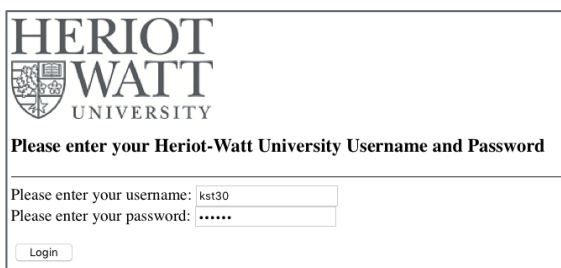 HERIOT
WATT
UNIVERSITY
Please enter your Heriot-Watt University Username and Password
Please enter your username: kst30
Please enter your password: ••••••
Login